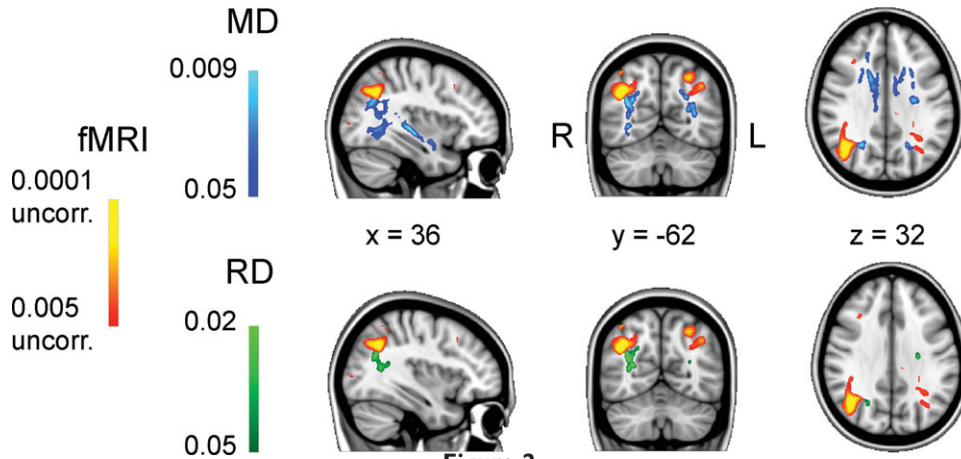 MD
0.009
fMRI
0.0001
uncorr.
0.05
R
L
x = 36
y = -62
z = 32
RD
0.005
uncorr.
0.02
0.05